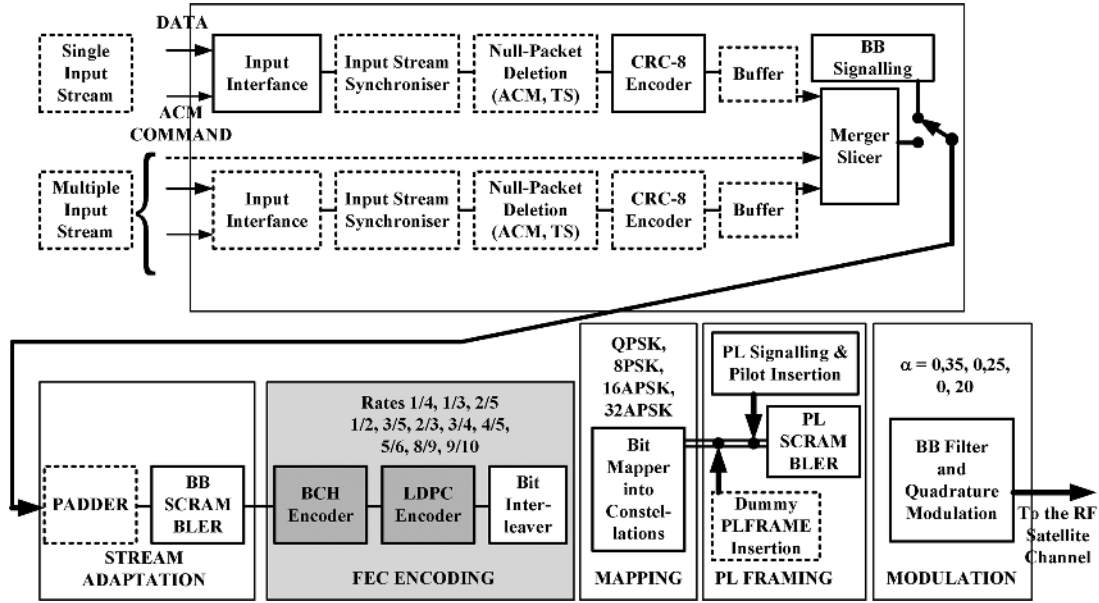 DATA
Single
Input
Stream
Input
Interfance
Input Stream
Synchroniser
Null-Packet
Deletion
(ACM, TS)
CRC-8
Encoder
Buffer
BB
Signalling
ACM
COMMAND
Merger
Slicer
Multiple
Input
Stream
Input
Interfance
Input Stream
Synchroniser
Null-Packet
Deletion
(ACM, TS)
CRC-8
Encoder
Buffer
PADDER
BB
SCRAM
BLER
STREAM
ADAPTATION
Rates 1/4, 1/3, 2/5
1/2, 3/5, 2/3, 3/4, 4/5,
5/6, 8/9, 9/10
BCH
Encoder
LDPC
Encoder
Bit
Inter-
leaver
FEC ENCODING
QPSK,
8PSK,
16APSK,
32APSK
Bit
Mapper
into
Constel-
lations
MAPPING
PL Signalling &
Pilot Insertion
PL
SCRAM
BLER
Dummy
PLFRAME
Insertion
PL FRAMING
α = 0,35, 0,25,
0, 20
BB Filter
and
Quadrature
Modulation
MODULATION
To the RF
Satellite
Channel